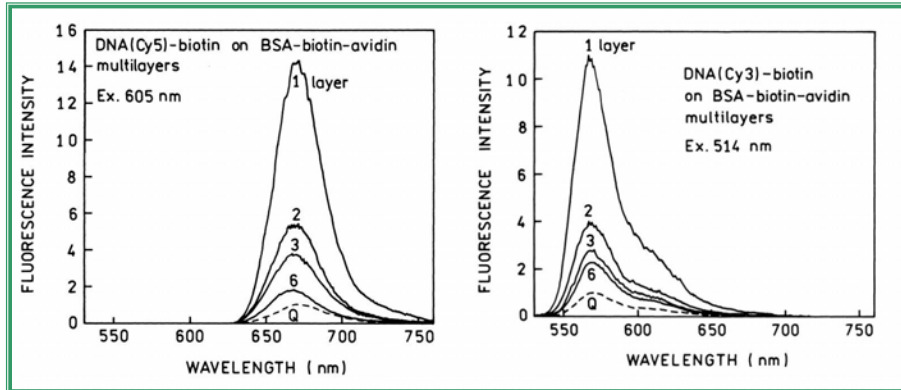 FLUORESCENCE INTENSITY
16
14
12
10
8
6
4
2
0
DNA(Cy5)-biotin on BSA-biotin-avidin
multilayers
Ex. 605 nm
1 layer
2
3
6
Q
550 600 650 700 750
WAVELENGTH (nm)
FLUORESCENCE INTENSITY
12
10
8
6
4
2
0
1 layer
DNA(Cy3)-biotin
on BSA-biotin-avidin
multilayers
Ex. 514 nm
2
3
6
Q
550 600 650 700 750
WAVELENGTH (nm)